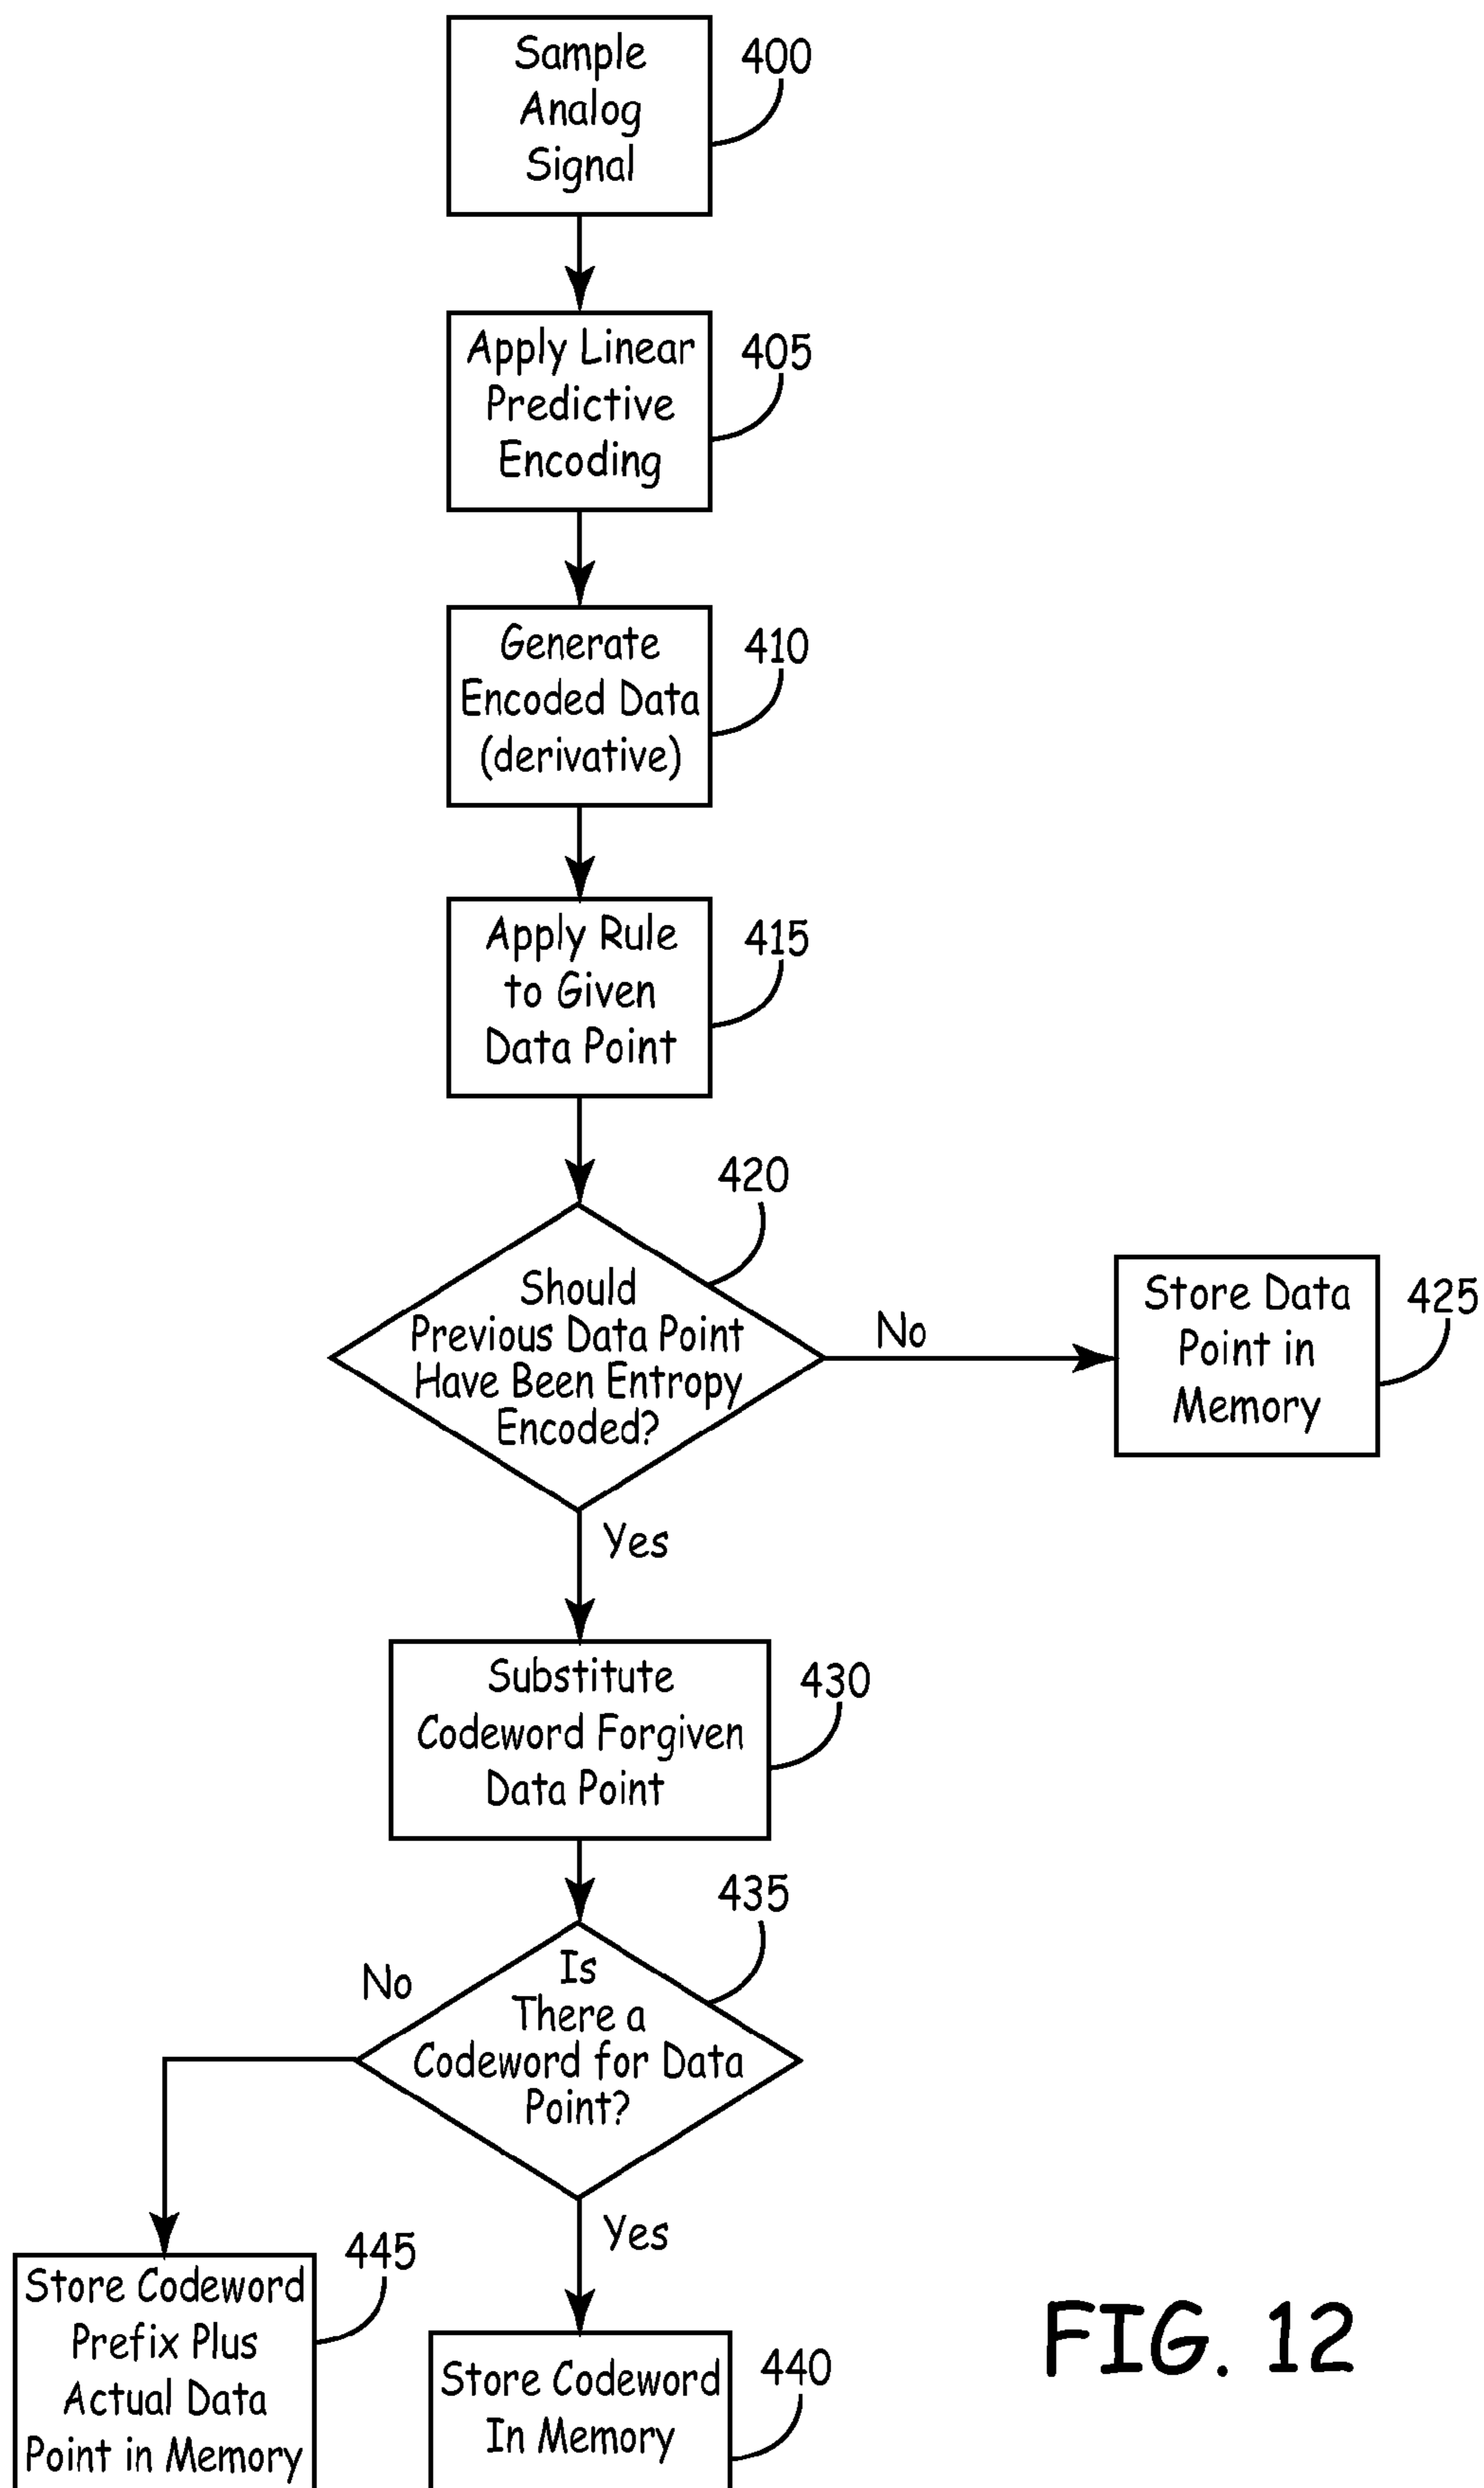 Sample
Analog
Signal
400
Apply Linear
Predictive
Encoding
405
Generate
Encoded Data
(derivative)
410
Apply Rule
to Given
Data Point
415
420
Should
Previous Data Point
Have Been Entropy
Encoded?
No
Store Data
Point in
Memory
425
Yes
Substitute
Codeword Forgiven
Data Point
430
435
Is
There a
Codeword for Data
Point?
No
Yes
Store Codeword
Prefix Plus
Actual Data
Point in Memory
445
Store Codeword
In Memory
440
FIG. 12